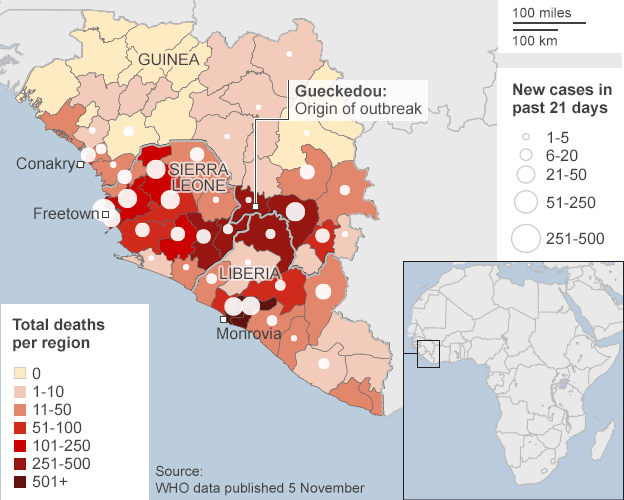 100 miles
100 km
GUINEA
Gueckedou:
Origin of outbreak
New cases in
past 21 days
1-5
6-20
21-50
51-250
251-500
Conakry
SIERRA
LEONE
Freetown
LIBERIA
Monrovia
Total deaths
per region
0
1-10
11-50
51-100
101-250
251-500
501+
Source:
WHO data published 5 November